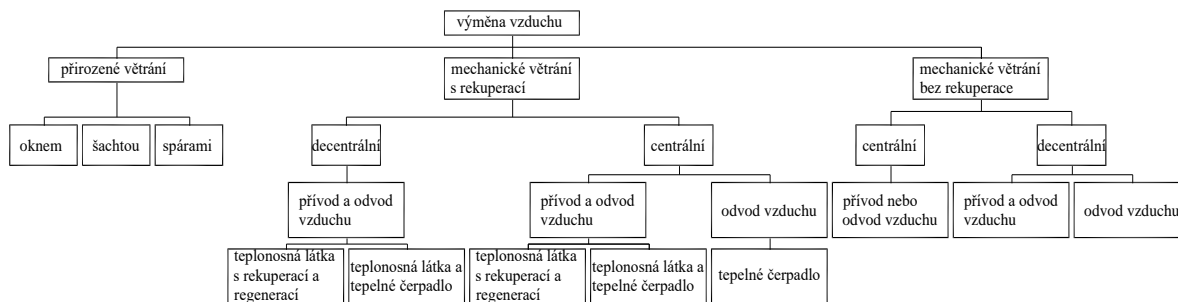 výměna vzduchu
přirozené větrání
mechanické větrání
s rekuperací
mechanické větrání
bez rekuperace
oknem
šachtou
spárami
decentrální
centrální
centrální
decentrální
přívod a odvod
vzduchu
přívod a odvod
vzduchu
odvod vzduchu
přívod nebo
odvod vzduchu
přívod a odvod
vzduchu
odvod vzduchu
teplonosná látka
s rekuperací a
regenerací
teplonosná látka a
tepelné čerpadlo
teplonosná látka
s rekuperací a
regenerací
teplonosná látka a
tepelné čerpadlo
tepelné čerpadlo